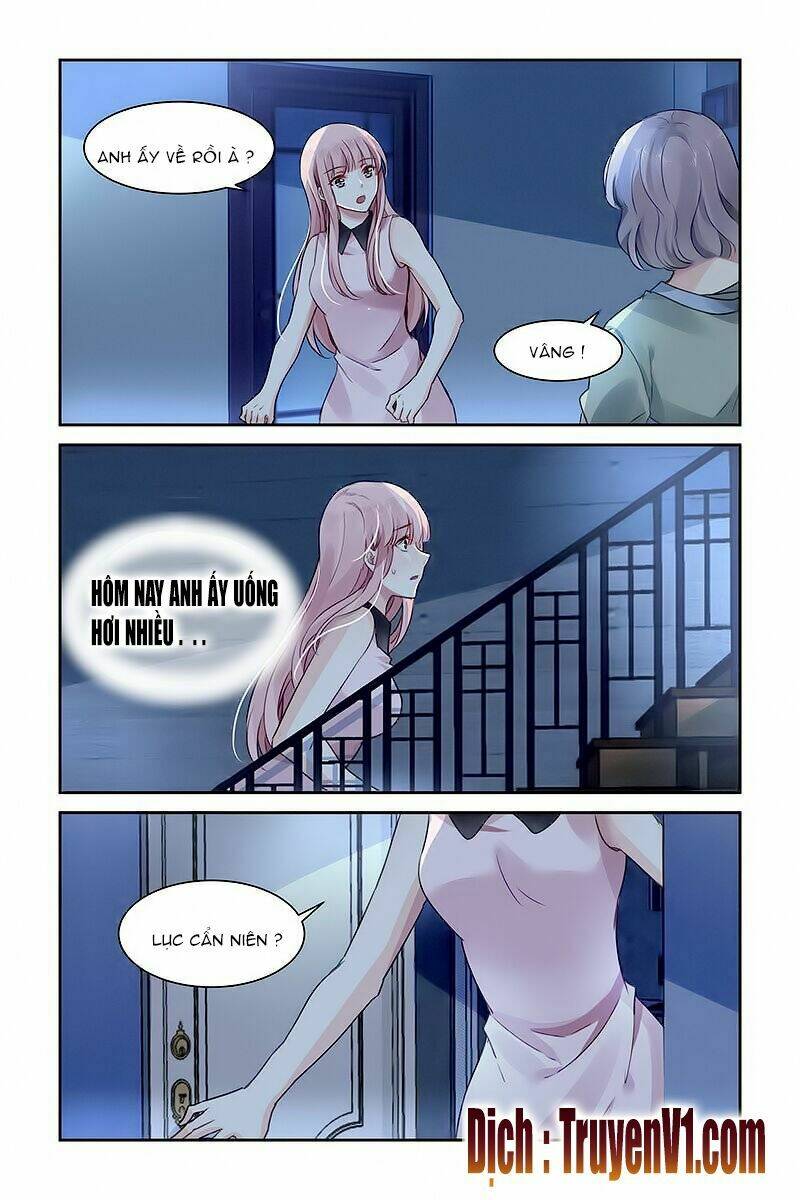 ANH ẤY VỀ RỒI À ?
VÂNG !
HÔM NAY ANH ẤY UỐNG
HƠI NHIỀU . . .
LỤC CẨN NIÊN ?
Dịch : TruyenV1.com